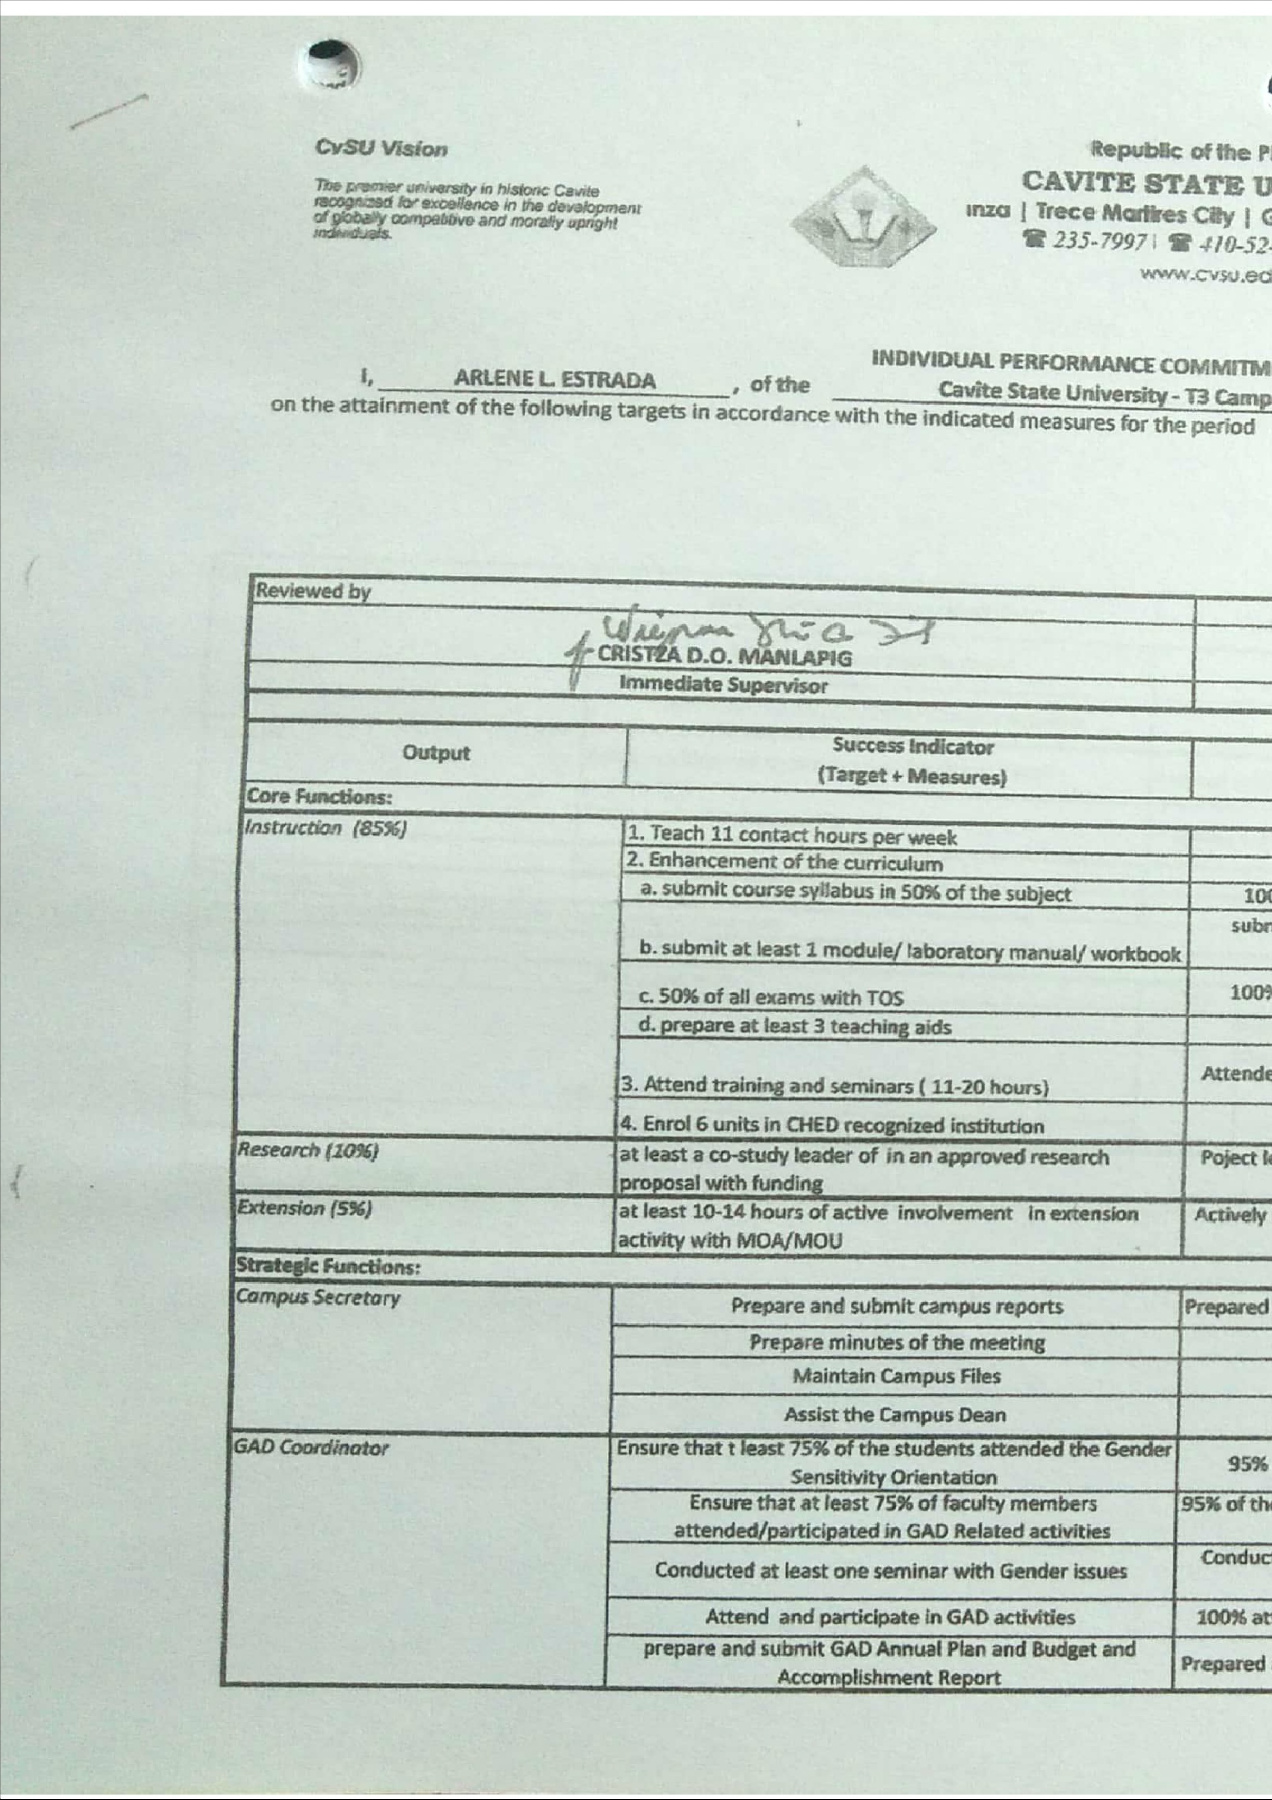 CvSU Vision
The premier university in historic Cavite
recognized for excellence in the development
of globally competitive and morally upright
individuals.
Republic of the P
CAVITE STATE U
inza | Trece Martires City | G
☎ 235-7997| ☎ 410-52-
www.cvsu.ed
INDIVIDUAL PERFORMANCE COMMITM
I, ARLENE L. ESTRADA , of the Cavite State University - T3 Camp
on the attainment of the following targets in accordance with the indicated measures for the period
Reviewed by
CRISTZA D.O. MANLAPIG
Immediate Supervisor
Output
Success Indicator
(Target + Measures)
Core Functions:
Instruction (85%)
1. Teach 11 contact hours per week
2. Enhancement of the curriculum
a. submit course syllabus in 50% of the subject
100
subm
b. submit at least 1 module/ laboratory manual/ workbook
c. 50% of all exams with TOS
100%
d. prepare at least 3 teaching aids
3. Attend training and seminars ( 11-20 hours)
Attende
4. Enrol 6 units in CHED recognized institution
Research (10%)
at least a co-study leader of in an approved research
proposal with funding
Poject le
Extension (5%)
at least 10-14 hours of active involvement in extension
activity with MOA/MOU
Actively
Strategic Functions:
Campus Secretary
Prepare and submit campus reports
Prepared
Prepare minutes of the meeting
Maintain Campus Files
Assist the Campus Dean
GAD Coordinator
Ensure that t least 75% of the students attended the Gender
Sensitivity Orientation
95%
Ensure that at least 75% of faculty members
attended/participated in GAD Related activities
95% of the
Conducted at least one seminar with Gender issues
Conduc
Attend and participate in GAD activities
100% at
prepare and submit GAD Annual Plan and Budget and
Accomplishment Report
Prepared